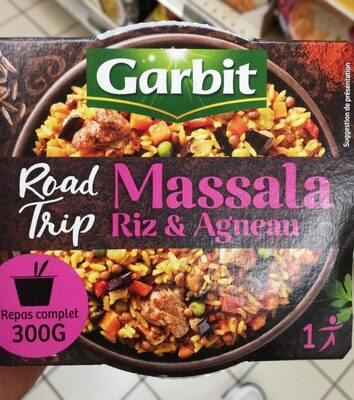 Garbit
Suggestion de présentation
Road
Trip
Massala
Riz & Agneau
Repas complet
300G
1